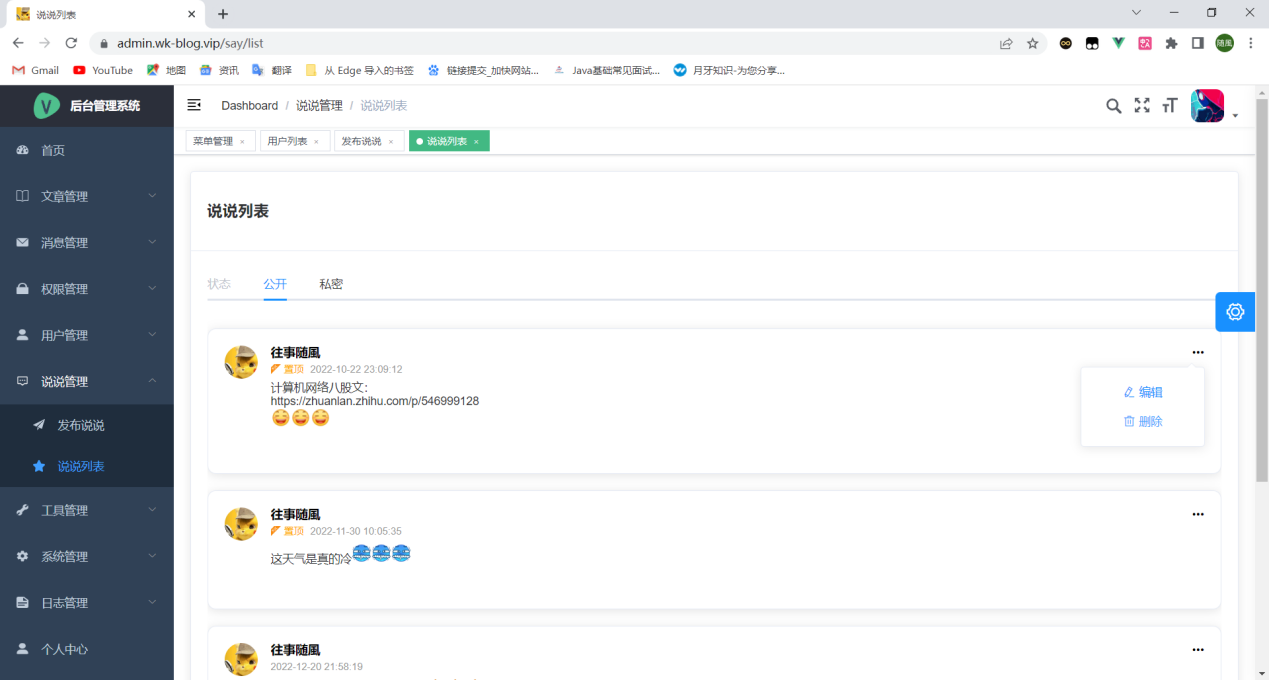 说说列表
admin.wk-blog.vip/say/list
随風
Gmail
YouTube
地图
资讯
翻译
从 Edge 导入的书签
链接提交_加快网站...
Java基础常见面试...
月牙知识-为您分享...
V 后台管理系统
Dashboard / 说说管理 / 说说列表
菜单管理 ×
用户列表 ×
发布说说 ×
说说列表 ×
首页
文章管理
消息管理
权限管理
用户管理
说说管理
发布说说
说说列表
工具管理
系统管理
日志管理
个人中心
说说列表
状态
公开
私密
往事随風
置顶 2022-10-22 23:09:12
计算机网络八股文:
https://zhuanlan.zhihu.com/p/546999128
编辑
删除
往事随風
置顶 2022-11-30 10:05:35
这天气是真的冷
往事随風
2022-12-20 21:58:19